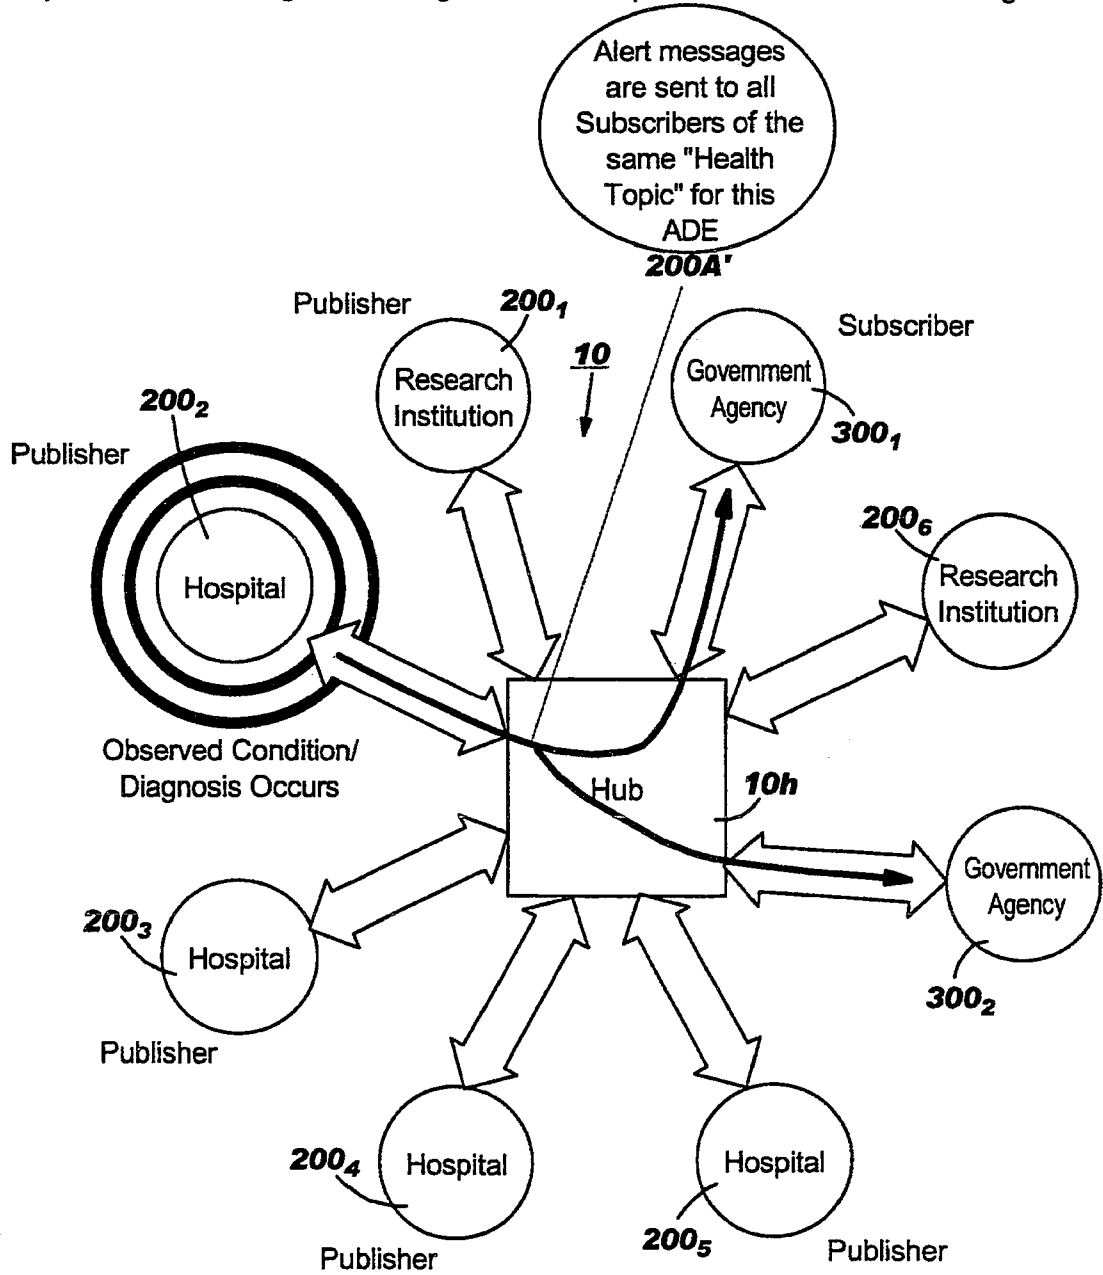 Alert messages
are sent to all
Subscribers of the
same "Health
Topic" for this
ADE
200A'
Publisher
200₁
Research
Institution
10
Government
Agency
Subscriber
300₁
200₂
Publisher
Hospital
Observed Condition/
Diagnosis Occurs
200₆
Research
Institution
Hub
10h
Government
Agency
300₂
200₃
Hospital
Publisher
200₄
Hospital
Publisher
Hospital
200₅
Publisher